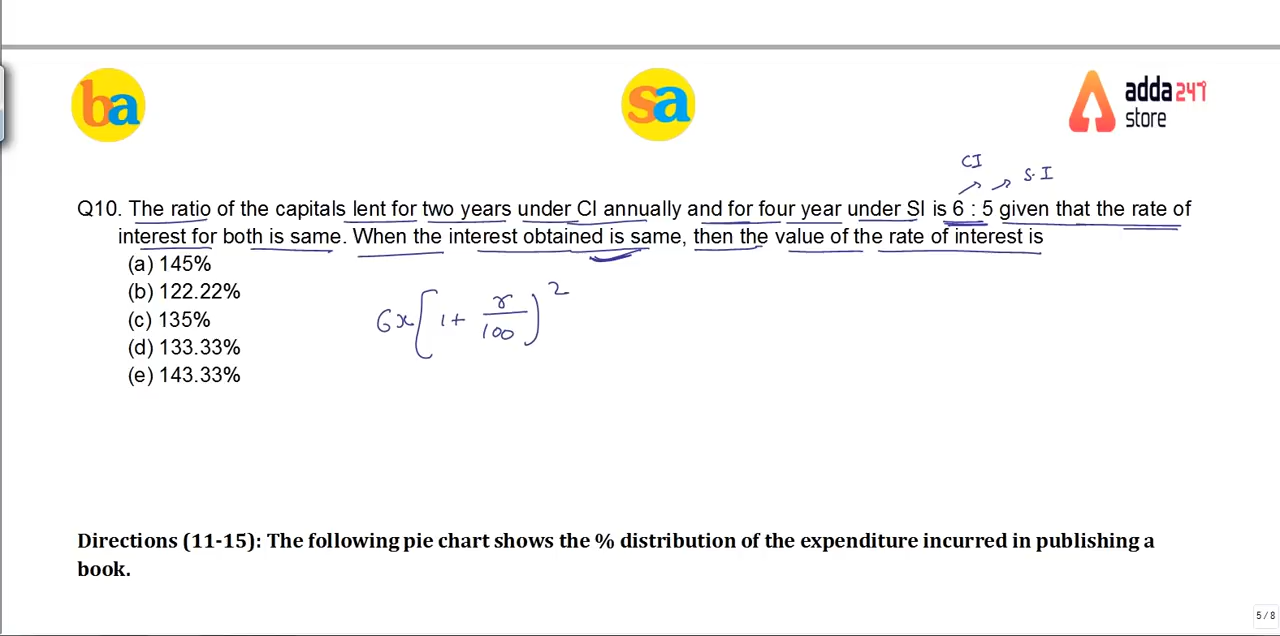 ba
sa
adda247
store
CI
S.I
Q10. The ratio of the capitals lent for two years under CI annually and for four year under SI is 6 : 5 given that the rate of
interest for both is same. When the interest obtained is same, then the value of the rate of interest is
(a) 145%
(b) 122.22%
(c) 135%
(d) 133.33%
(e) 143.33%
6x[1+ r/100)²
Directions (11-15): The following pie chart shows the % distribution of the expenditure incurred in publishing a
book.
5 / 8